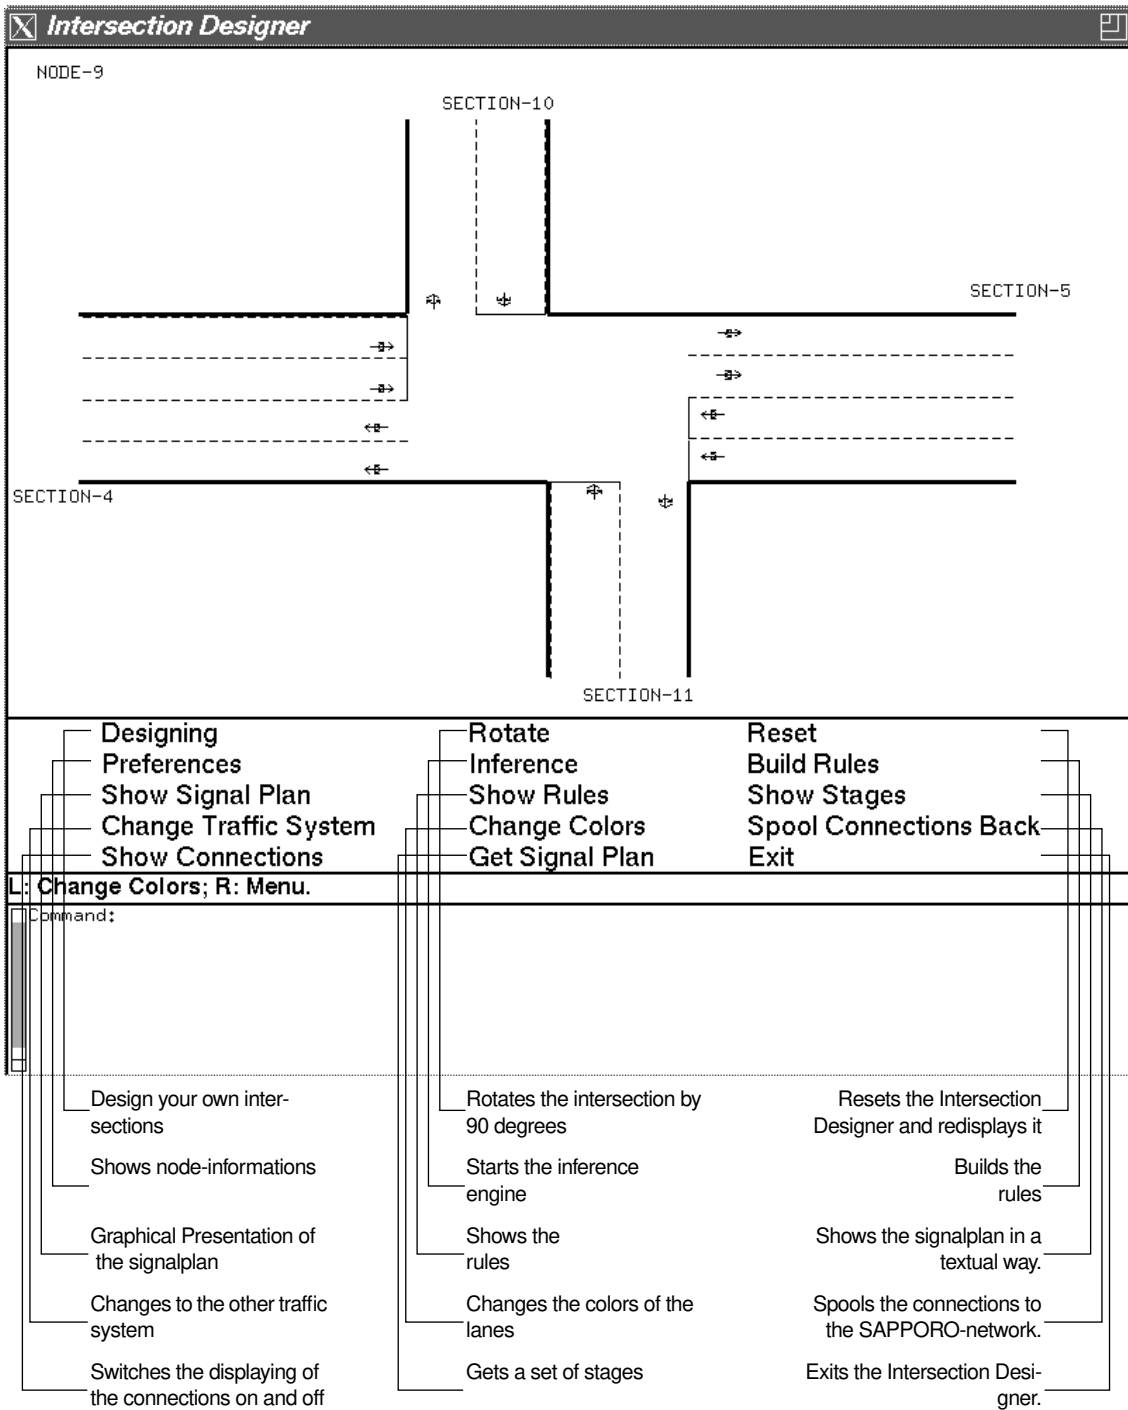 X Intersection Designer
NODE-9
SECTION-10
SECTION-5
SECTION-4
SECTION-11
Designing
Rotate
Reset
Preferences
Inference
Build Rules
Show Signal Plan
Show Rules
Show Stages
Change Traffic System
Change Colors
Spool Connections Back
Show Connections
Get Signal Plan
Exit
L: Change Colors; R: Menu.
Command:
Design your own inter-
sections
Rotates the intersection by
90 degrees
Resets the Intersection
Designer and redisplays it
Shows node-informations
Starts the inference
engine
Builds the
rules
Graphical Presentation of
the signalplan
Shows the
rules
Shows the signalplan in a
textual way.
Changes to the other traffic
system
Changes the colors of the
lanes
Spools the connections to
the SAPPORO-network.
Switches the displaying of
the connections on and off
Gets a set of stages
Exits the Intersection Desi-
gner.